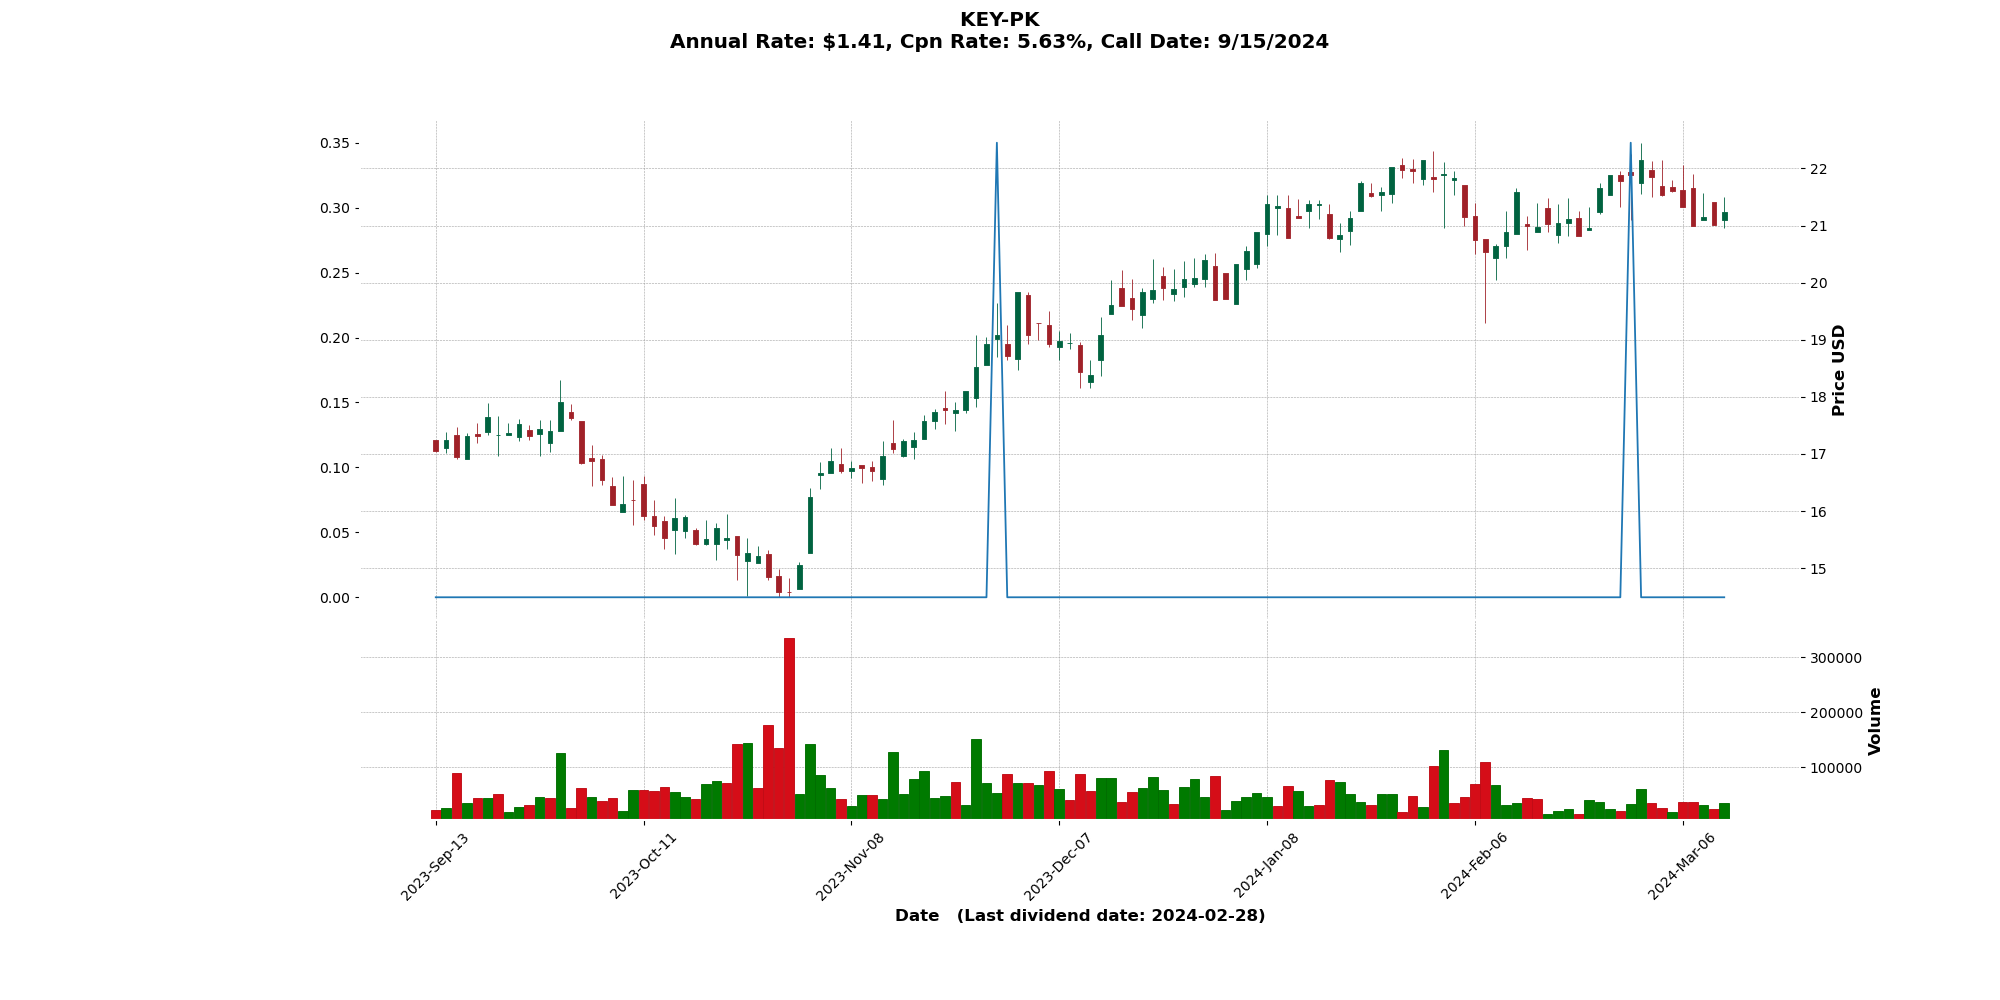 KEY-PK
Annual Rate: $1.41, Cpn Rate: 5.63%, Call Date: 9/15/2024
0.35
0.30
0.25
0.20
0.15
0.10
0.05
0.00
22
21
20
19
18
17
16
15
Price USD
300000
200000
100000
Volume
2023-Sep-13
2023-Oct-11
2023-Nov-08
2023-Dec-07
2024-Jan-08
2024-Feb-06
2024-Mar-06
Date (Last dividend date: 2024-02-28)